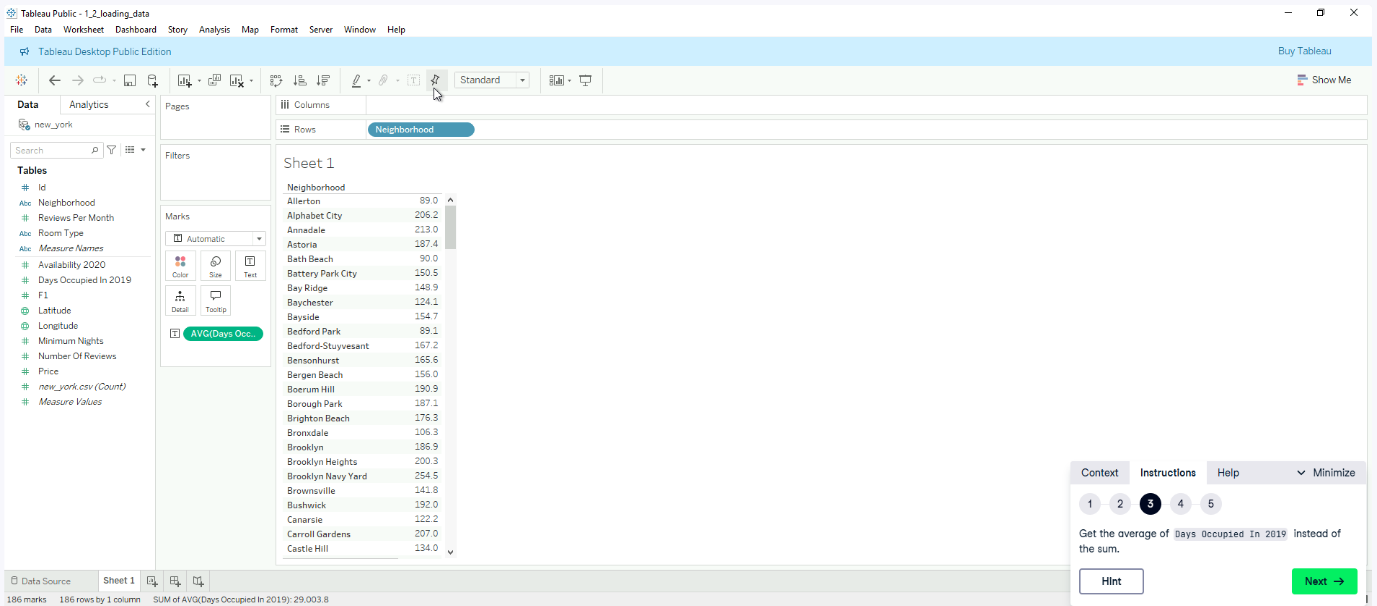 Tableau Public - 1_2_loading_data
File Data Worksheet Dashboard Story Analysis Map Format Server Window Help
Tableau Desktop Public Edition
Buy Tableau
Standard
Show Me
Data
Analytics
new_york
Search
Tables
# Id
Abc Neighborhood
# Reviews Per Month
Abc Room Type
Abc Measure Names
# Availability 2020
# Days Occupied In 2019
# F1
Latitude
Longitude
# Minimum Nights
# Number Of Reviews
# Price
# new_york.csv (Count)
# Measure Values
Pages
Filters
Marks
T Automatic
Color
Size
T Text
Detail
Tooltip
T AVG(Days Occ..
Columns
Rows
Neighborhood
Sheet 1
Neighborhood
Allerton 89.0
Alphabet City 206.2
Annadale 213.0
Astoria 187.4
Bath Beach 90.0
Battery Park City 150.5
Bay Ridge 148.9
Baychester 124.1
Bayside 154.7
Bedford Park 89.1
Bedford-Stuyvesant 167.2
Bensonhurst 165.6
Bergen Beach 156.0
Boerum Hill 190.9
Borough Park 187.1
Brighton Beach 176.3
Bronxdale 106.3
Brooklyn 186.9
Brooklyn Heights 200.3
Brooklyn Navy Yard 254.5
Brownsville 141.8
Bushwick 192.0
Canarsie 122.2
Carroll Gardens 207.0
Castle Hill 134.0
Context
Instructions
Help
Minimize
1 2 3 4 5
Get the average of Days Occupied In 2019 instead of
the sum.
HInt
Next →
Data Source
Sheet 1
186 marks 186 rows by 1 column SUM of AVG(Days Occupied In 2019): 29,003.8